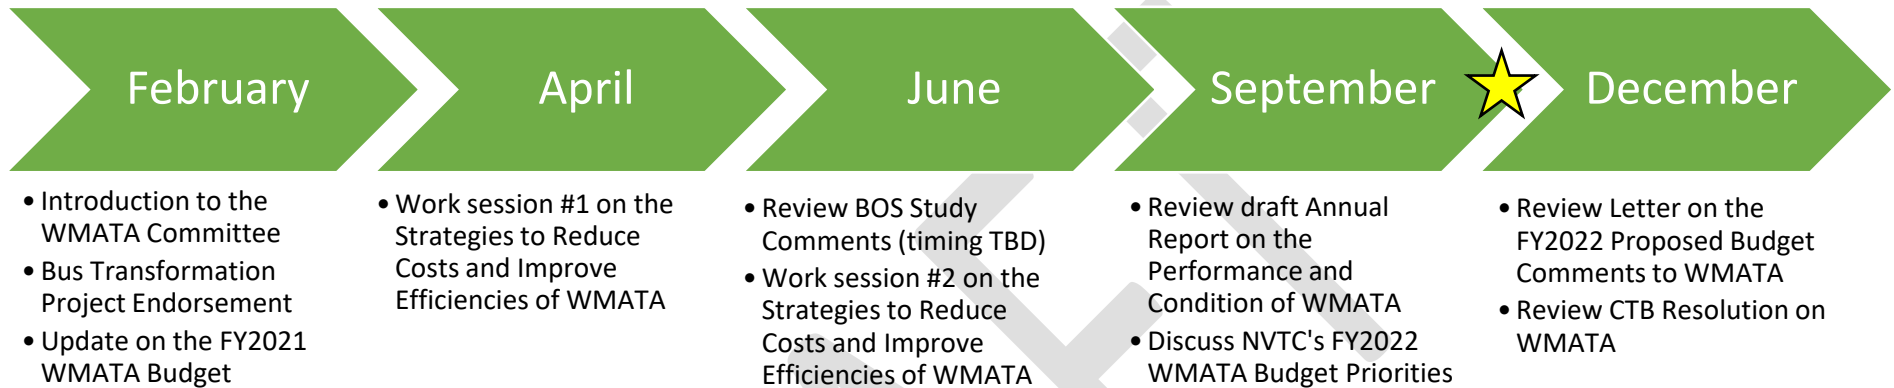 February
April
June
September
December
• Introduction to the
WMATA Committee
• Bus Transformation
Project Endorsement
• Update on the FY2021
WMATA Budget
• Work session #1 on the
Strategies to Reduce
Costs and Improve
Efficiencies of WMATA
• Review BOS Study
Comments (timing TBD)
• Work session #2 on the
Strategies to Reduce
Costs and Improve
Efficiencies of WMATA
• Review draft Annual
Report on the
Performance and
Condition of WMATA
• Discuss NVTC's FY2022
WMATA Budget Priorities
• Review Letter on the
FY2022 Proposed Budget
Comments to WMATA
• Review CTB Resolution on
WMATA